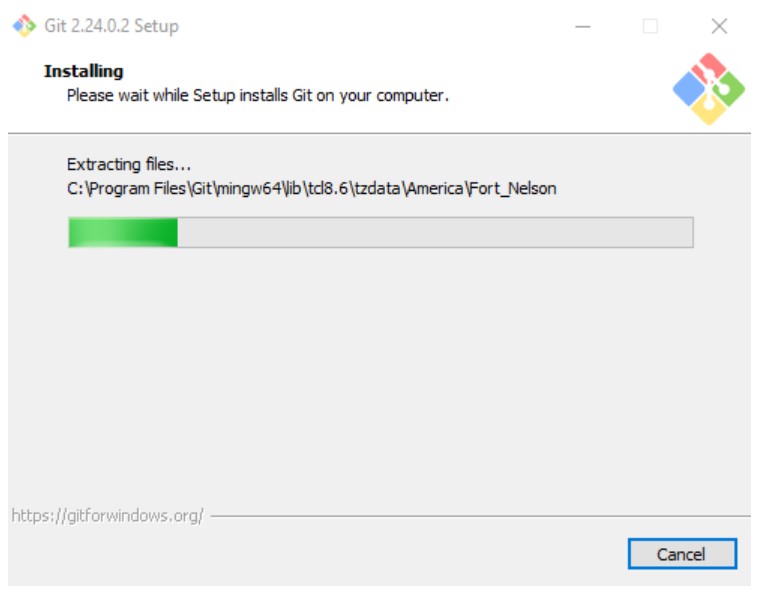 Git 2.24.0.2 Setup
Installing
Please wait while Setup installs Git on your computer.
Extracting files...
C:\Program Files\Git\mingw64\lib\tcl8.6\tzdata\America\Fort_Nelson
https://gitforwindows.org/
Cancel